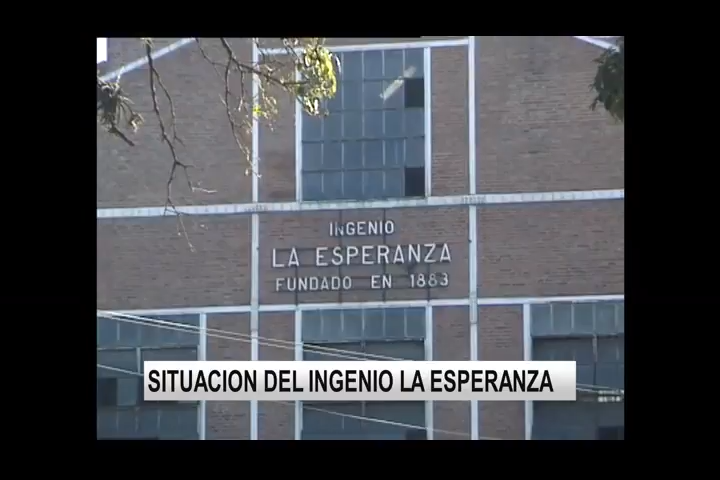 INGENIO
LA ESPERANZA
FUNDADO EN 1883
SITUACION DEL INGENIO LA ESPERANZA